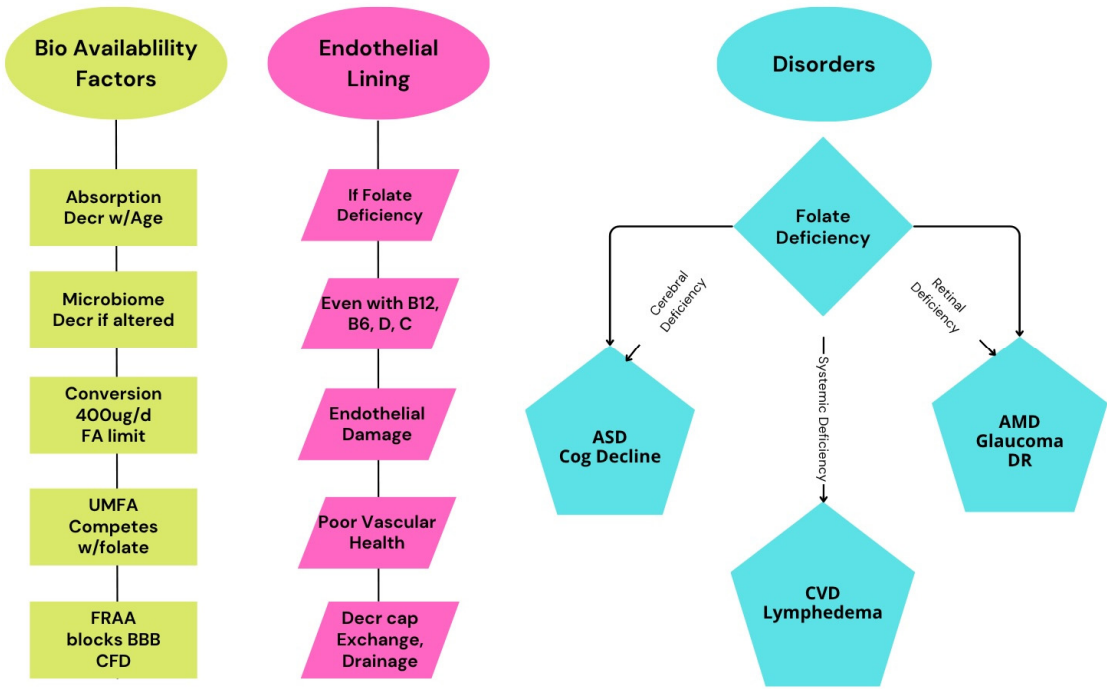 Bio Availablility
Factors
Absorption
Decr w/Age
Microbiome
Decr if altered
Conversion
400ug/d
FA limit
UMFA
Competes
w/folate
FRAA
blocks BBB
CFD
Endothelial
Lining
If Folate
Deficiency
Even with B12,
B6, D, C
Endothelial
Damage
Poor Vascular
Health
Decr cap
Exchange,
Drainage
Disorders
Folate
Deficiency
Cerebral
Deficiency
Systemic Deficiency
Retinal
Deficiency
ASD
Cog Decline
CVD
Lymphedema
AMD
Glaucoma
DR